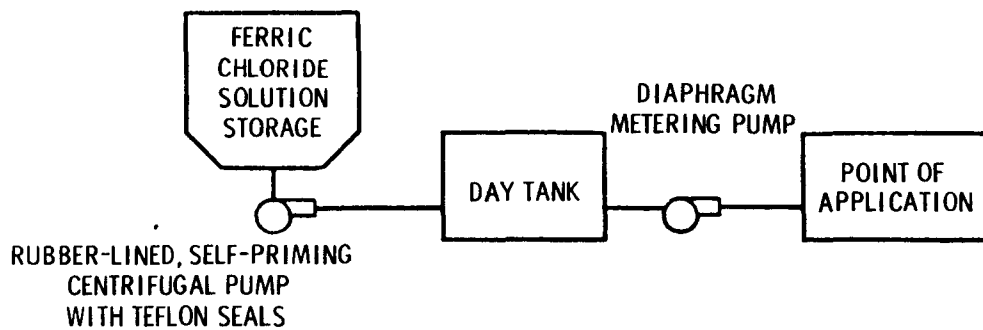 FERRIC
CHLORIDE
SOLUTION
STORAGE
DIAPHRAGM
METERING PUMP
DAY TANK
POINT OF
APPLICATION
RUBBER-LINED, SELF-PRIMING
CENTRIFUGAL PUMP
WITH TEFLON SEALS